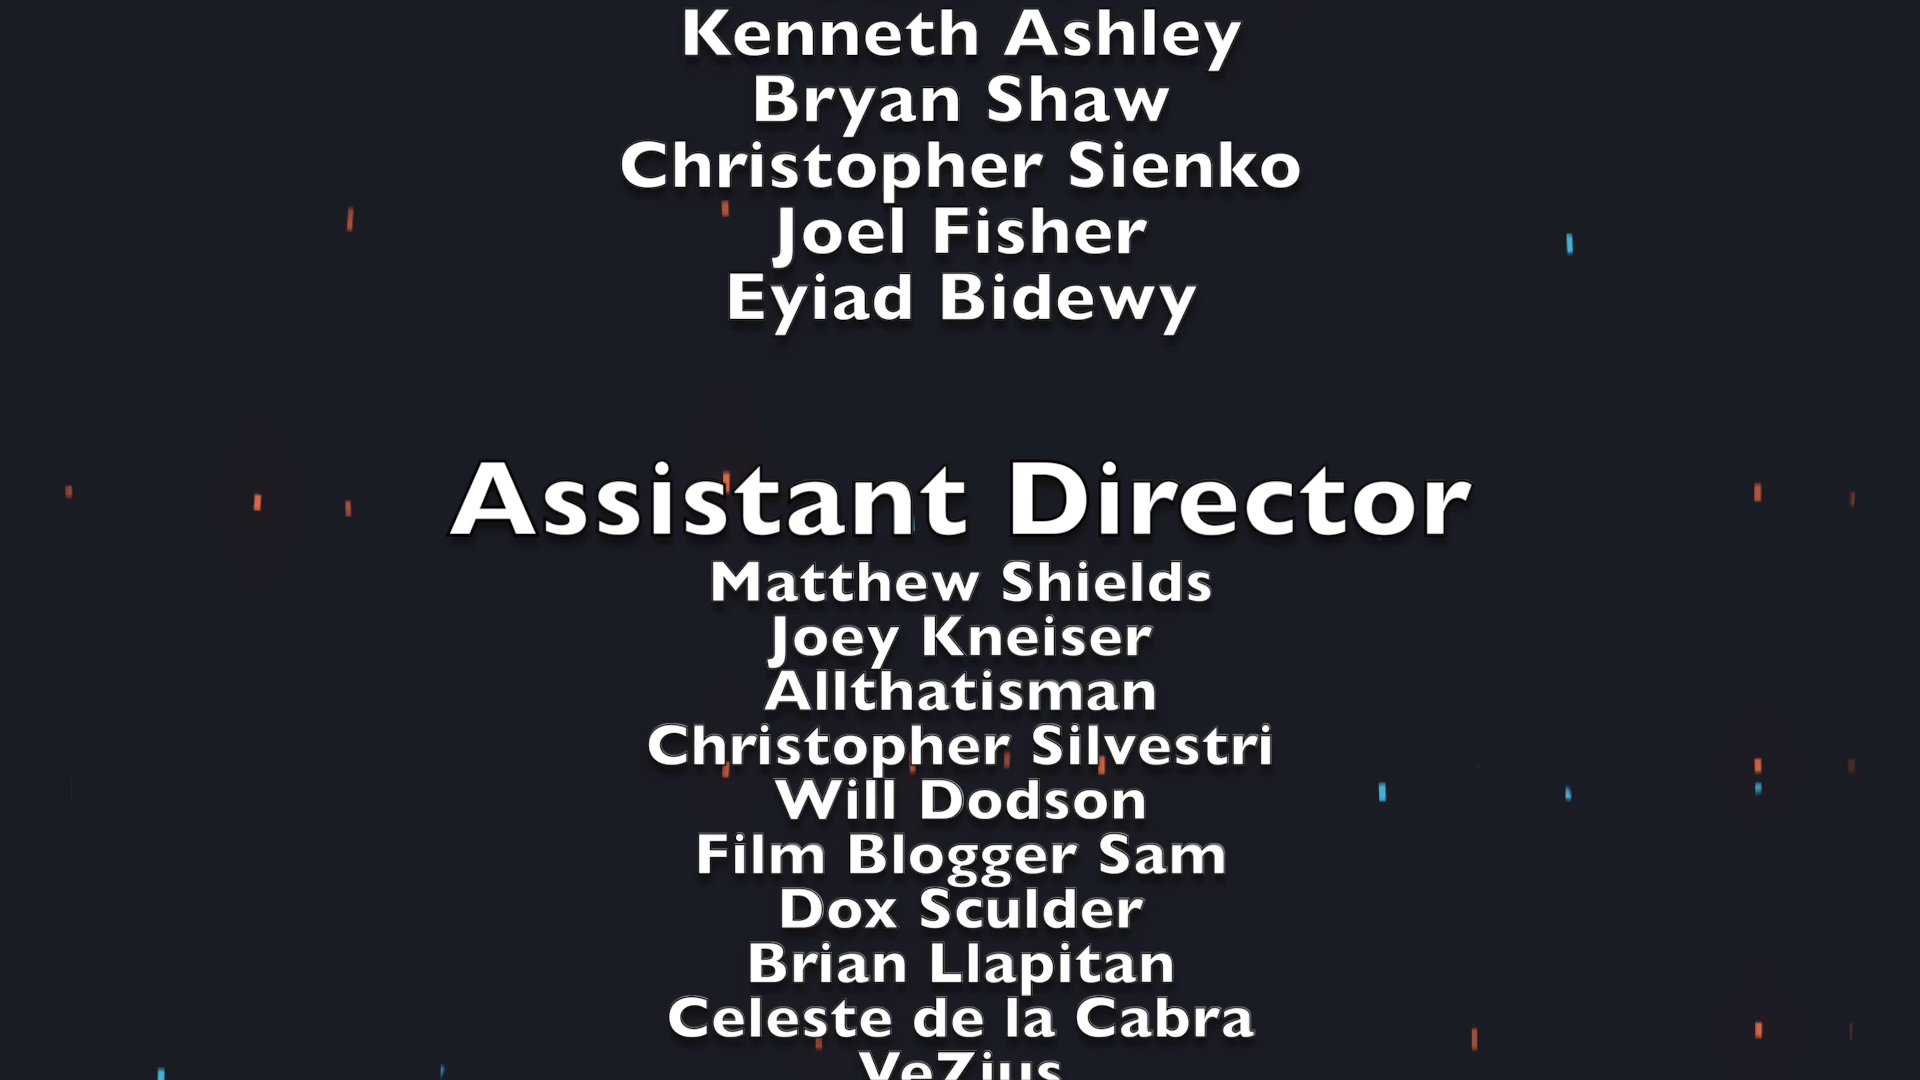 Kenneth Ashley
Bryan Shaw
Christopher Sienko
Joel Fisher
Eyiad Bidewy
Assistant Director
Matthew Shields
Joey Kneiser
Allthatisman
Christopher Silvestri
Will Dodson
Film Blogger Sam
Dox Sculder
Brian Llapitan
Celeste de la Cabra
VeZius